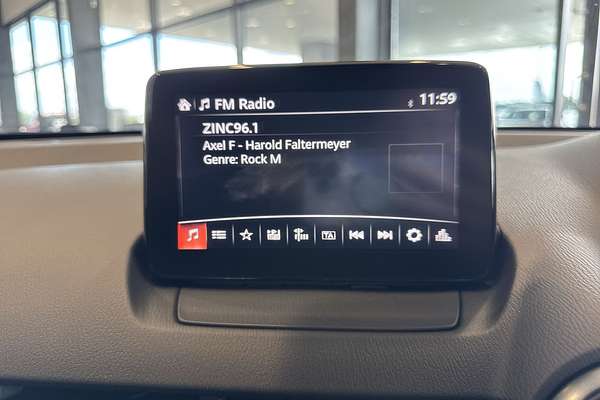 FM Radio 11:59
ZINC96.1
Axel F - Harold Faltermeyer
Genre: Rock M
TA